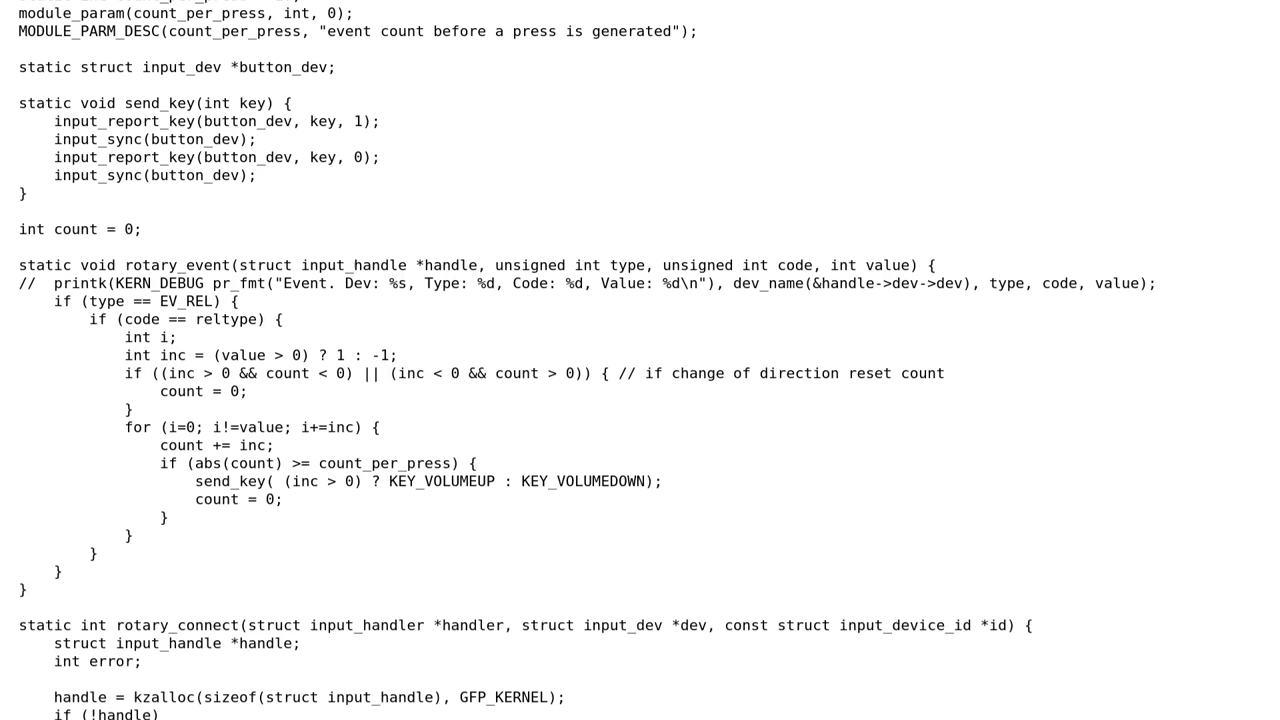 module_param(count_per_press, int, 0);
MODULE_PARM_DESC(count_per_press, "event count before a press is generated");

static struct input_dev *button_dev;

static void send_key(int key) {
    input_report_key(button_dev, key, 1);
    input_sync(button_dev);
    input_report_key(button_dev, key, 0);
    input_sync(button_dev);
}

int count = 0;

static void rotary_event(struct input_handle *handle, unsigned int type, unsigned int code, int value) {
//  printk(KERN_DEBUG pr_fmt("Event. Dev: %s, Type: %d, Code: %d, Value: %d\n"), dev_name(&handle->dev->dev), type, code, value);
    if (type == EV_REL) {
        if (code == reltype) {
            int i;
            int inc = (value > 0) ? 1 : -1;
            if ((inc > 0 && count < 0) || (inc < 0 && count > 0)) { // if change of direction reset count
                count = 0;
            }
            for (i=0; i!=value; i+=inc) {
                count += inc;
                if (abs(count) >= count_per_press) {
                    send_key( (inc > 0) ? KEY_VOLUMEUP : KEY_VOLUMEDOWN);
                    count = 0;
                }
            }
        }
    }
}

static int rotary_connect(struct input_handler *handler, struct input_dev *dev, const struct input_device_id *id) {
    struct input_handle *handle;
    int error;

    handle = kzalloc(sizeof(struct input_handle), GFP_KERNEL);
    if (!handle)